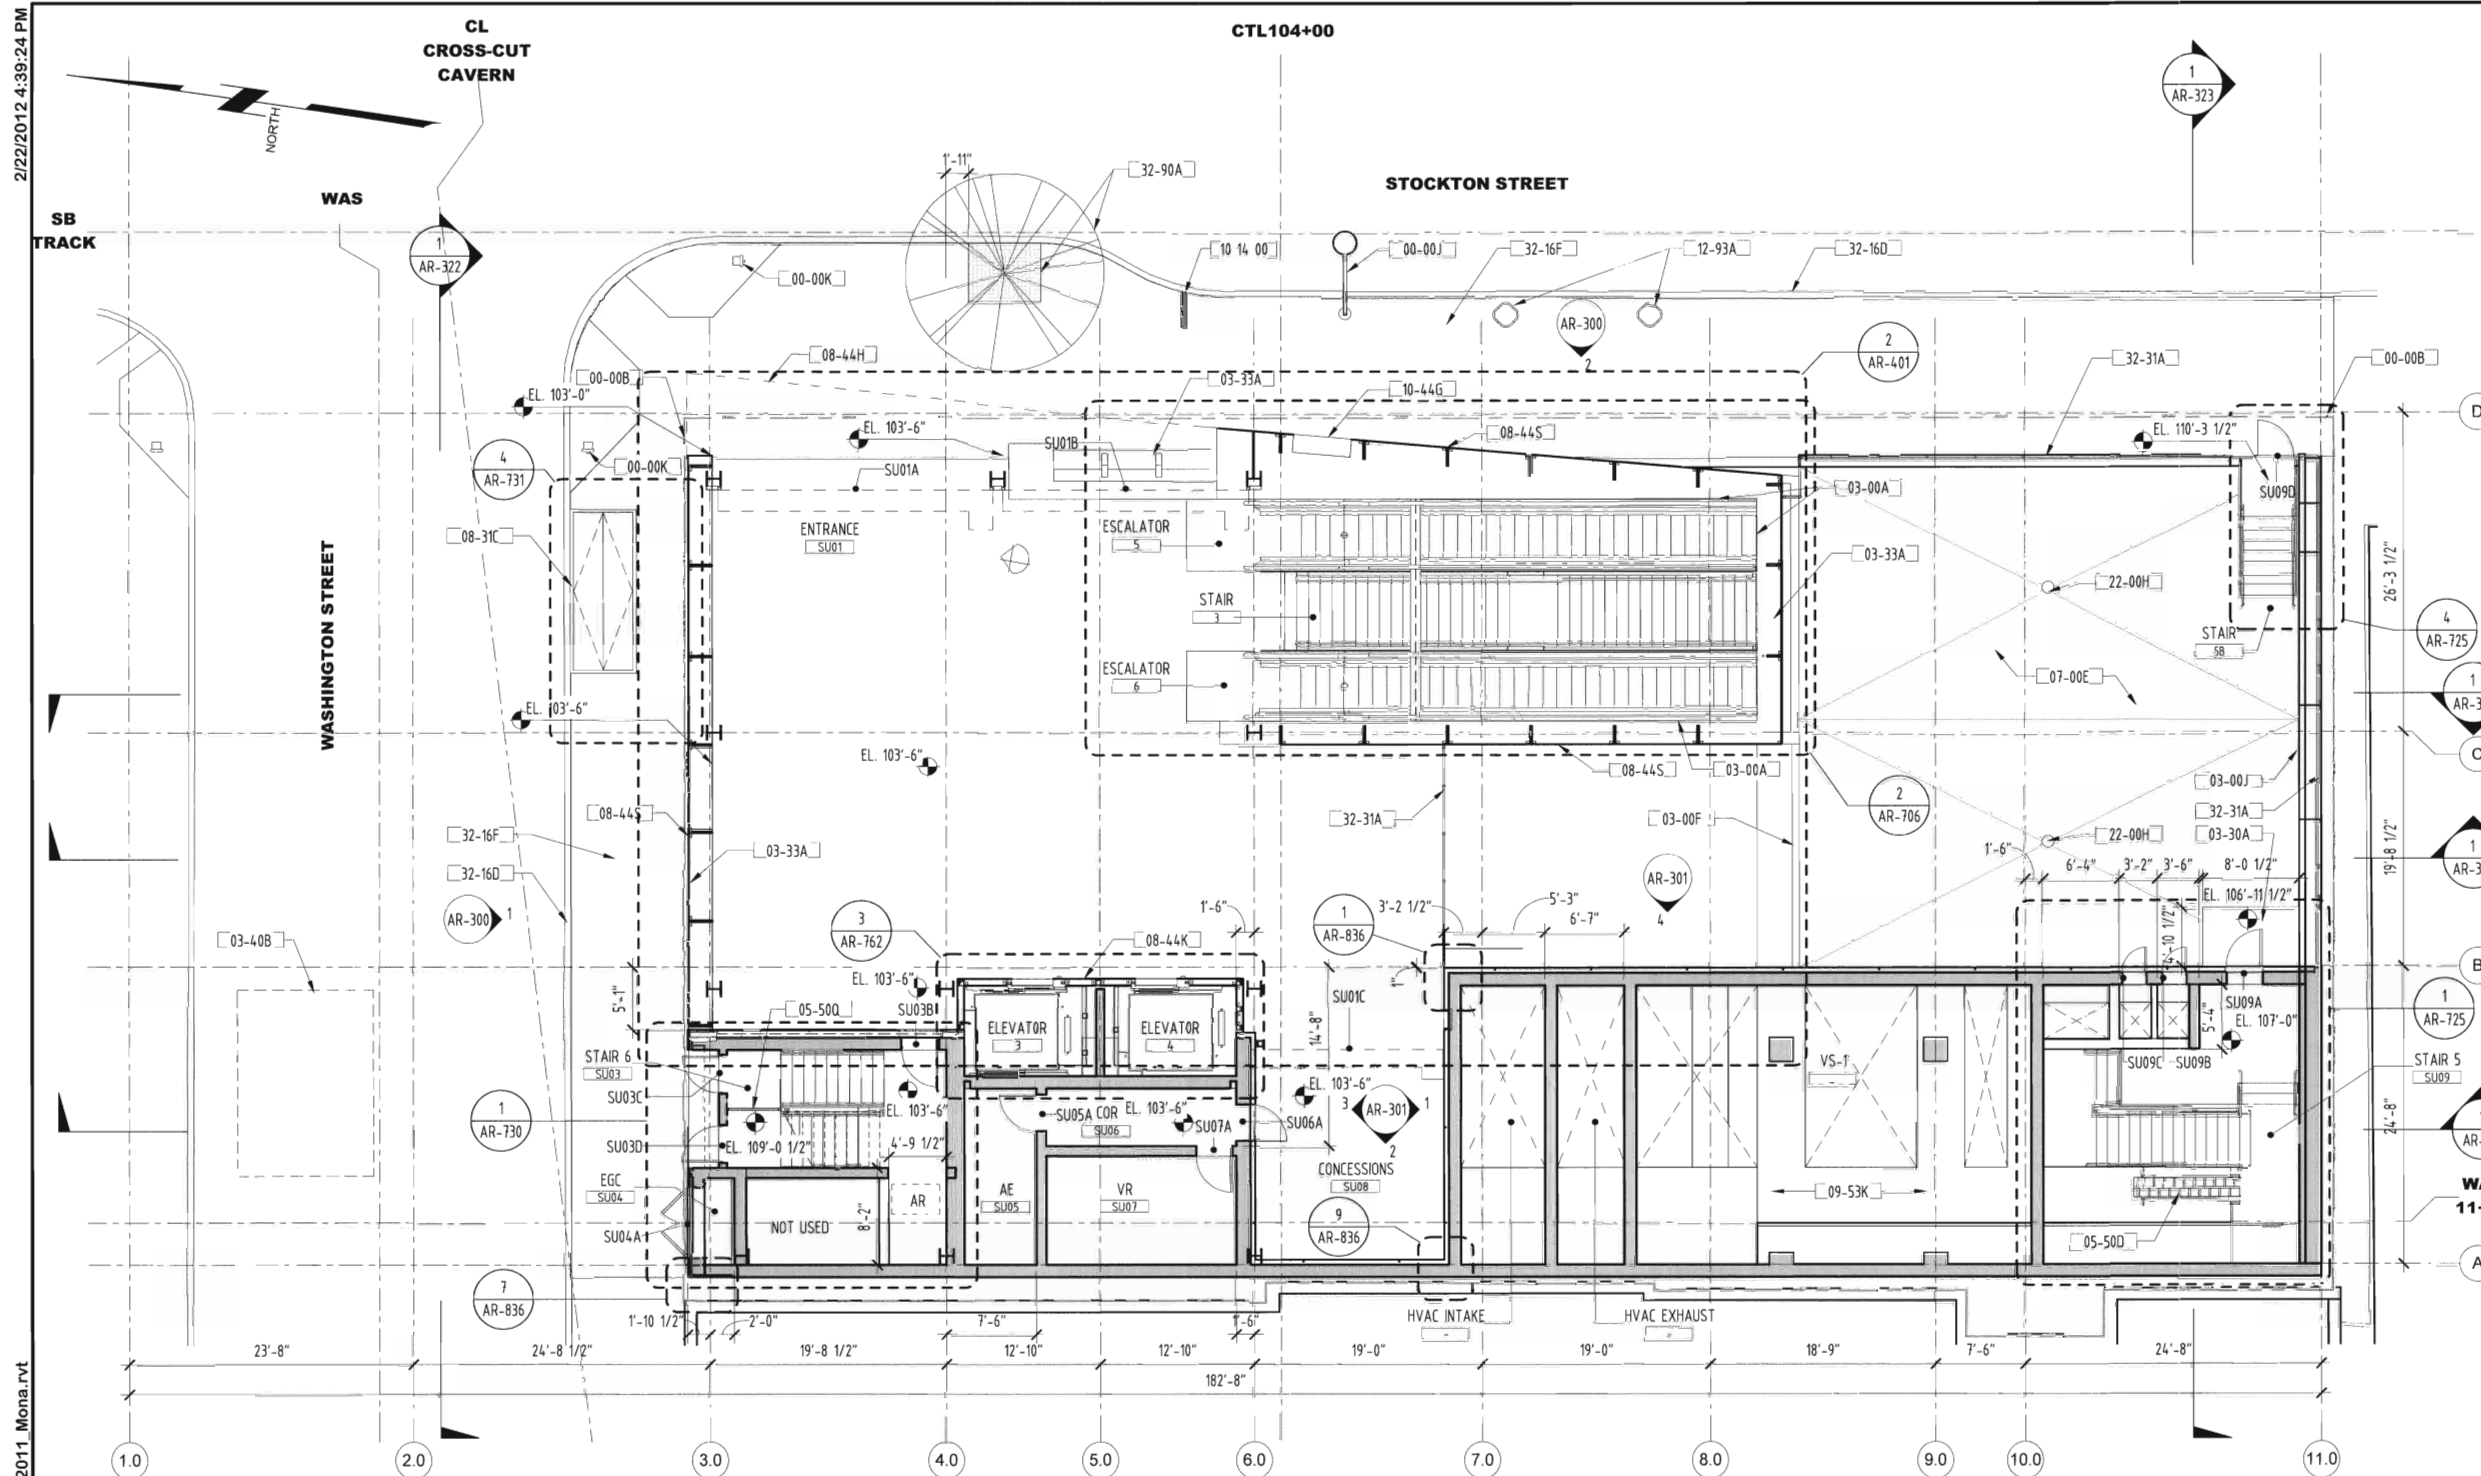 2/22/2012 4:39:24 PM
CL
CROSS-CUT
CAVERN
CTL104+00
1
AR-323
NORTH
WAS
SB
TRACK
1'-11"
32-90A
STOCKTON STREET
1
AR-322
00-00K
10 14 00
00-00J
32-16F
12-93A
32-16D
AR-300
2
2
AR-401
32-31A
00-00B
08-44H
00-00B
03-33A
10-44G
EL. 103'-0"
D
EL. 103'-6"
SU01B
08-44S
EL. 110'-3 1/2"
4
AR-731
00-00K
SU01A
03-00A
SU09D
08-31C
ENTRANCE
SU01
ESCALATOR
5
03-33A
22-00H
26'-3 1/2"
STAIR
3
STAIR
5B
4
AR-725
WASHINGTON STREET
ESCALATOR
6
07-00E
1
AR-3
EL. 103'-6"
EL. 103'-6"
08-44S
03-00A
C
03-00J
32-31A
03-30A
2
AR-706
08-44S
32-31A
03-00F
22-00H
32-16F
03-33A
1'-6"
6'-4"
3'-2"
3'-6"
8'-0 1/2"
19'-8 1/2"
1
AR-3
32-16D
AR-300
1
AR-301
4
EL. 106'-11 1/2"
3
AR-762
1'-6"
1
AR-836
3'-2 1/2"
5'-3"
6'-7"
03-40B
08-44K
4'-10 1/2"
B
EL. 103'-6"
5'-1"
05-50Q
SU03B
1"
SU01C
SU09A
1
AR-725
ELEVATOR
3
ELEVATOR
4
14'-8"
5'-4"
EL. 107'-0"
STAIR 6
SU03
VS-1
SU09C
SU09B
STAIR 5
SU09
SU03C
EL. 103'-6"
EL. 103'-6"
3
AR-301
1
2
1
AR-730
SU05A
COR
SU06
EL. 103'-6"
SU07A
SU06A
SU03D
EL. 109'-0 1/2"
4'-9 1/2"
24'-8"
AR-
EGC
SU04
CONCESSIONS
SU08
AE
SU05
VR
SU07
AR
09-53K
8'-2"
NOT USED
9
AR-836
SU04A
05-50D
A
7
AR-836
HVAC INTAKE
HVAC EXHAUST
1'-10 1/2"
2'-0"
7'-6"
1'-6"
23'-8"
24'-8 1/2"
19'-8 1/2"
12'-10"
12'-10"
19'-0"
19'-0"
18'-9"
7'-6"
24'-8"
182'-8"
2011_Mona.rvt
1.0
2.0
3.0
4.0
5.0
6.0
7.0
8.0
9.0
10.0
11.0